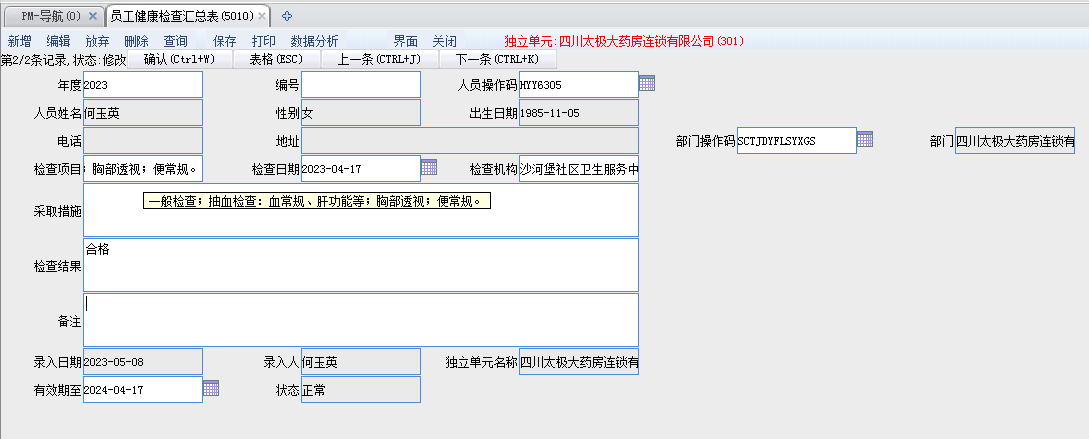 PM-导航(0) 员工健康检查汇总表(5010)
新增 编辑 放弃 删除 查询 保存 打印 数据分析 界面 关闭 独立单元:四川太极大药房连锁有限公司(301)
第2/2条记录,状态:修改 确认(Ctrl+W) 表格(ESC) 上一条(CTRL+J) 下一条(CTRL+K)
年度 2023 编号 人员操作码 HYY6305
人员姓名 何玉英 性别 女 出生日期 1985-11-05
电话 地址 部门操作码 SCTJDYFLSYXGS 部门 四川太极大药房连锁有
检查项目 ；胸部透视；便常规。 检查日期 2023-04-17 检查机构 沙河堡社区卫生服务中
采取措施
一般检查；抽血检查：血常规、肝功能等；胸部透视；便常规。
检查结果 合格
备注
录入日期 2023-05-08 录入人 何玉英 独立单元名称 四川太极大药房连锁有
有效期至 2024-04-17 状态 正常